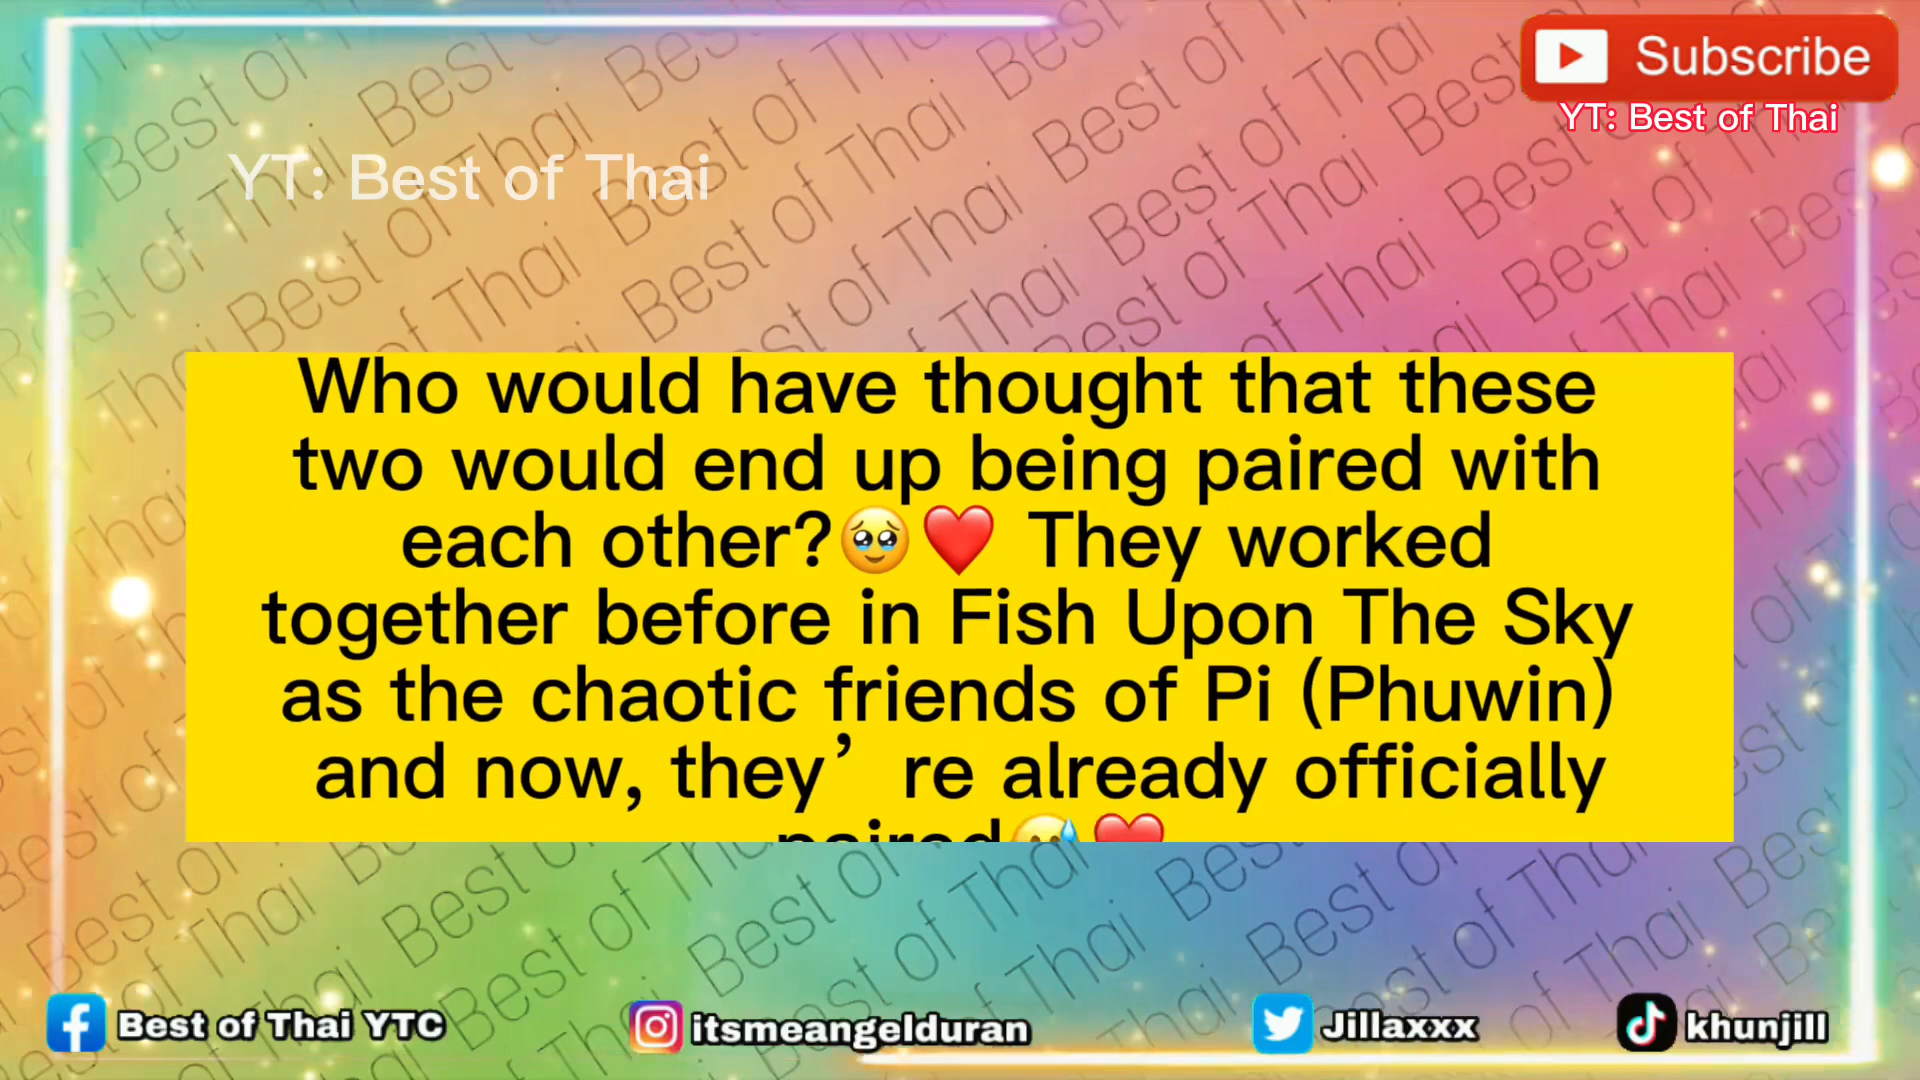 Subscribe
YT: Best of Thai
YT: Best of Thai
Who would have thought that these
two would end up being paired with
each other?🥹❤️ They worked
together before in Fish Upon The Sky
as the chaotic friends of Pi (Phuwin)
and now, they’re already officially
paired😅❤️
Best of Thai YTC
itsmeangelduran
Jillaxxx
khunjill